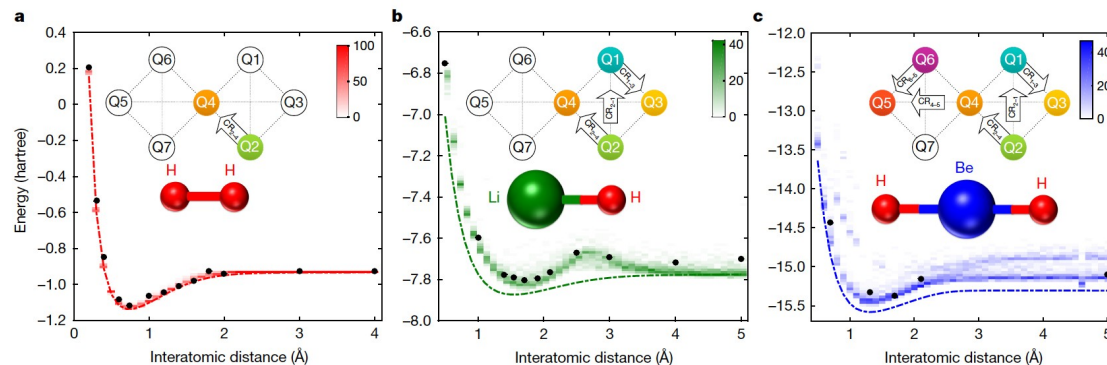 a
Energy (hartree)
0.4
0.2
0
−0.2
−0.4
−0.6
−0.8
−1.0
−1.2
0
1
2
3
4
Interatomic distance (Å)
Q6
Q1
Q5
Q4
Q3
Q7
Q2
CR2–4
H
H
100
50
0
b
−6.6
−6.8
−7.0
−7.2
−7.4
−7.6
−7.8
−8.0
1
2
3
4
5
Interatomic distance (Å)
Q6
Q1
Q5
Q4
Q3
Q7
Q2
CR1–3
CR2–1
CR2–4
Li
H
40
20
0
c
−12.0
−12.5
−13.0
−13.5
−14.0
−14.5
−15.0
−15.5
1
2
3
4
5
Interatomic distance (Å)
Q6
Q1
Q5
Q4
Q3
Q7
Q2
CR6–5
CR4–5
CR1–3
CR2–1
CR2–4
H
Be
H
40
20
0